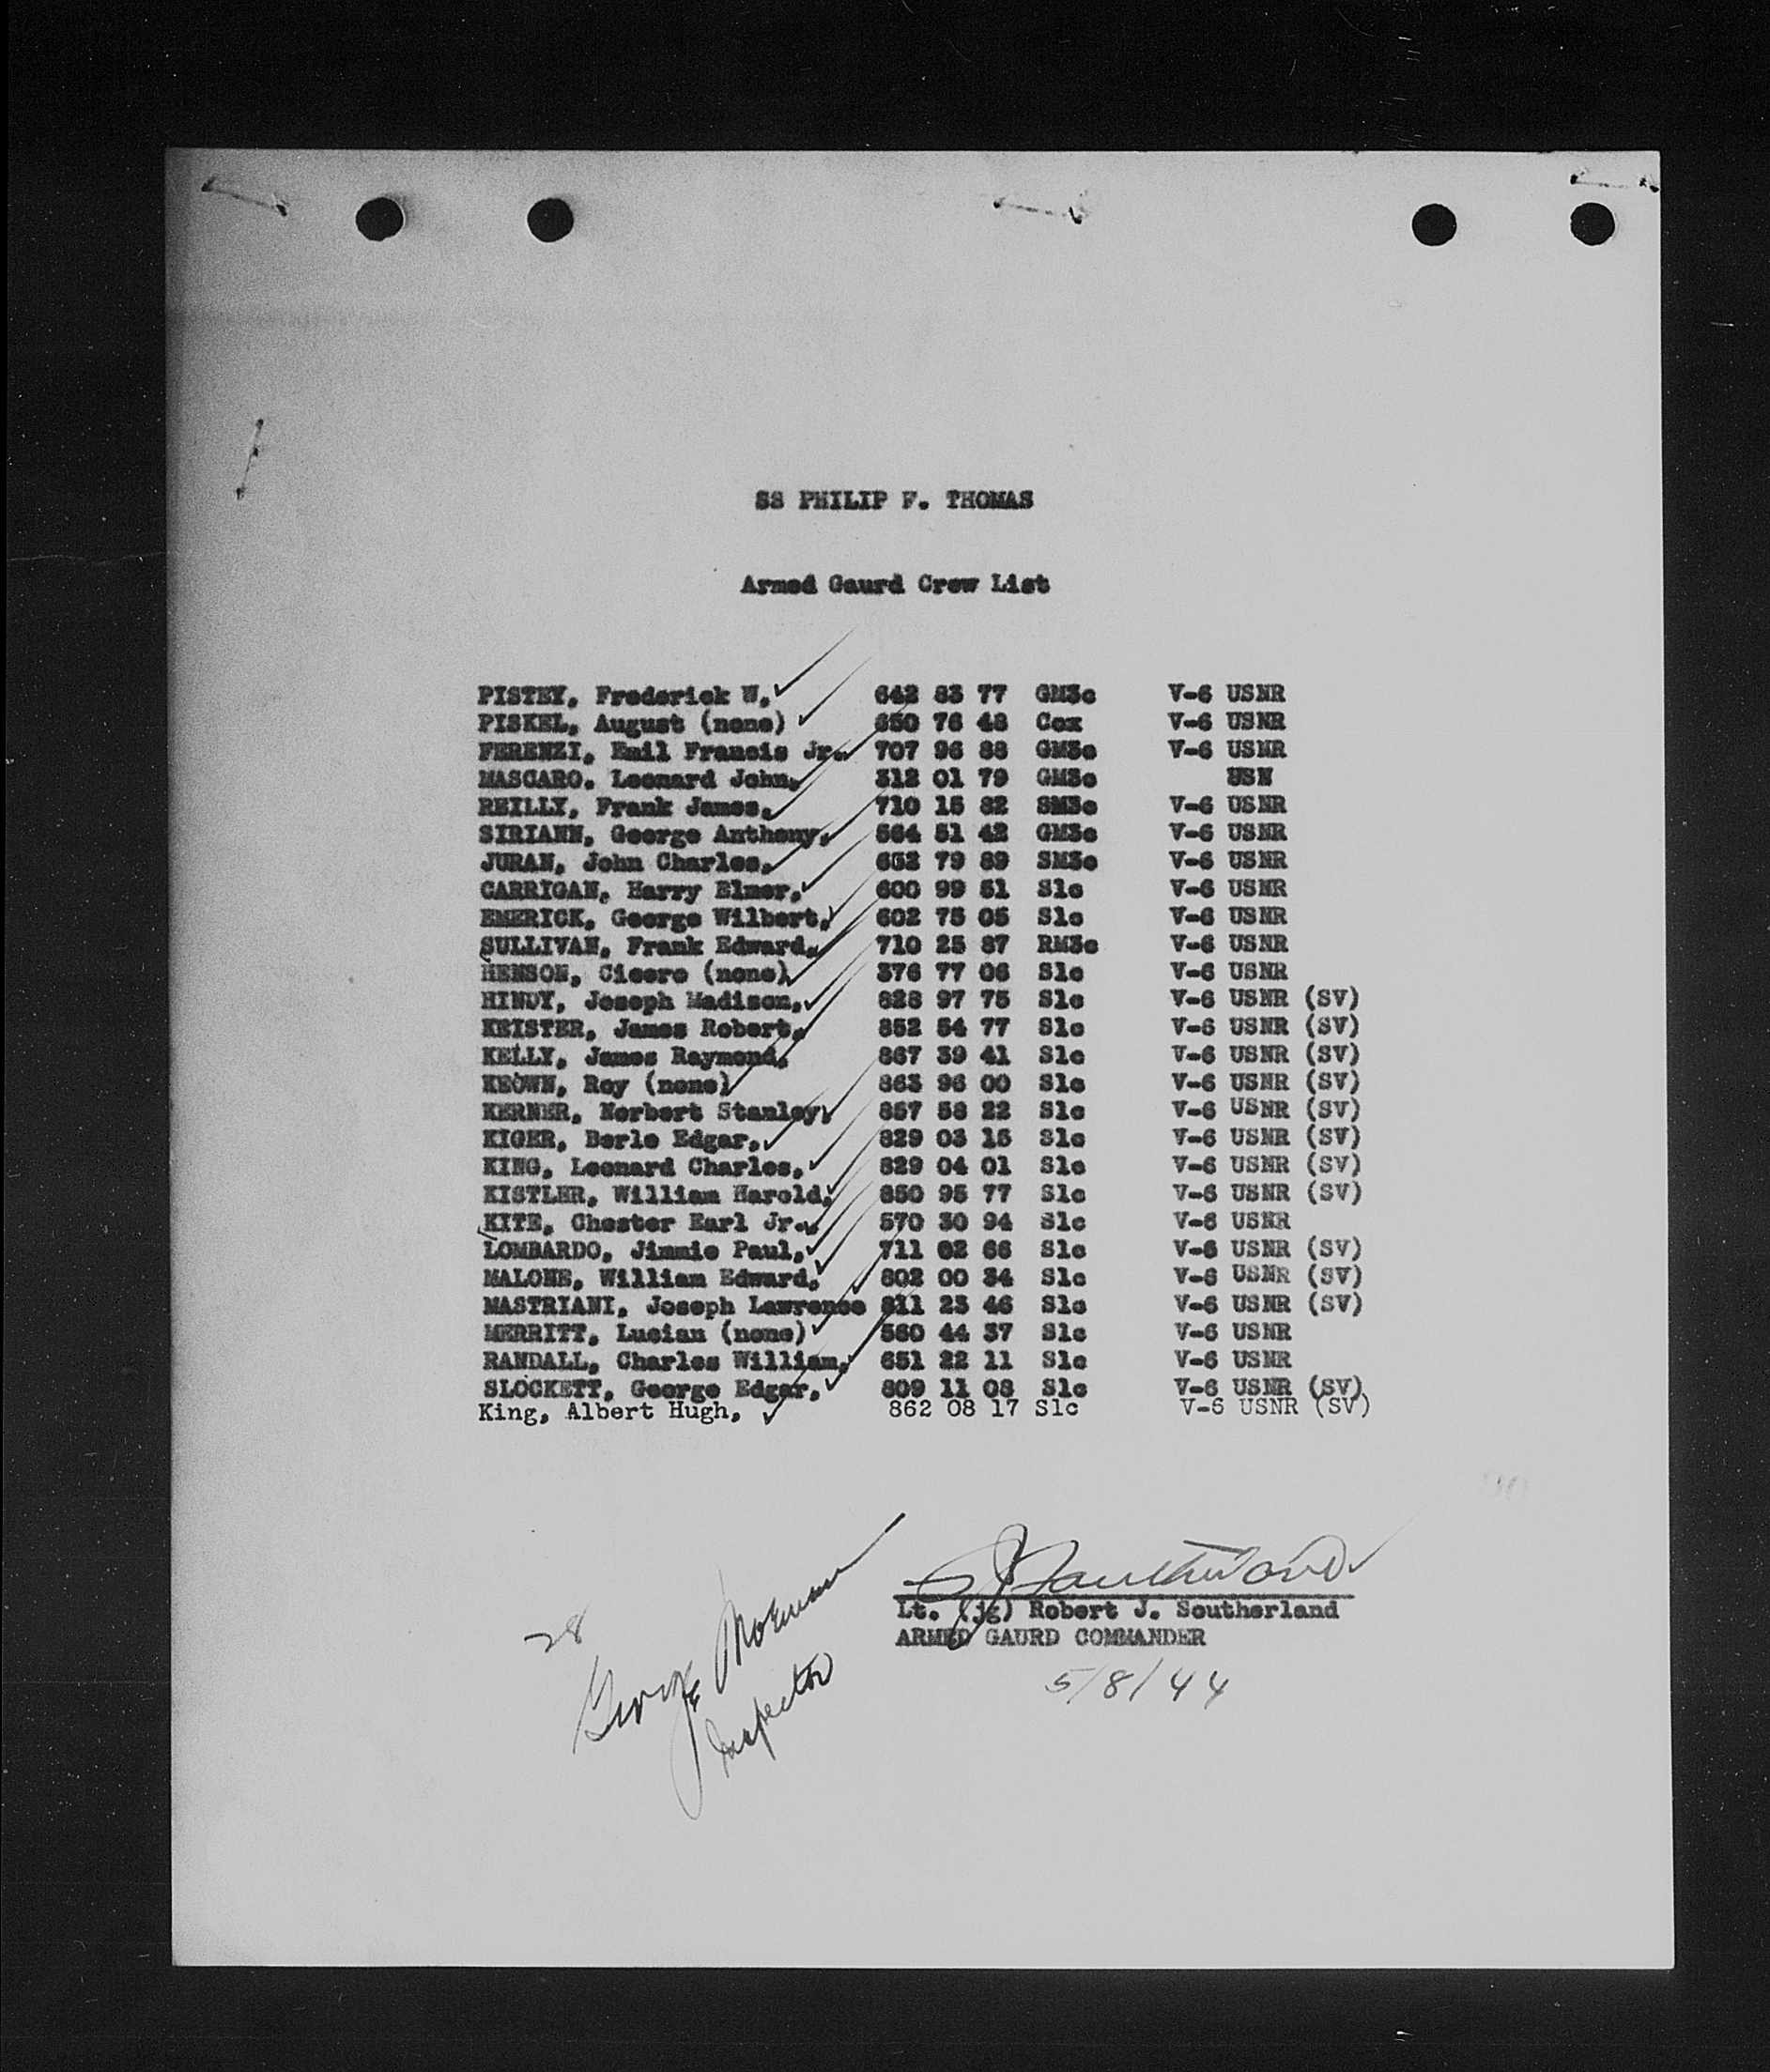 SS PHILIP F. THOMAS
Armed Gaurd Crew List
PISTEY, Frederick W. 642 83 77 GM3c V-6 USNR
PISKEL, August (none) 650 76 48 Cox V-6 USNR
FERENZI, Emil Francis Jr. 707 96 88 GM3c V-6 USNR
MASCARO, Leonard John, 312 01 79 GM3c USN
REILLY, Frank James, 710 15 82 SM3c V-6 USNR
SIRIANN, George Anthony, 564 51 42 GM3c V-6 USNR
JURAN, John Charles, 652 79 89 SM3c V-6 USNR
CARRIGAN, Harry Elmer, 600 99 51 S1c V-6 USNR
EMERICK, George Wilbert, 602 75 05 S1c V-6 USNR
SULLIVAN, Frank Edward, 710 25 87 RM3c V-6 USNR
HENSON, Cicero (none) 376 77 06 S1c V-6 USNR
HINDY, Joseph Madison, 828 97 75 S1c V-6 USNR (SV)
KEISTER, James Robert, 852 54 77 S1c V-6 USNR (SV)
KELLY, James Raymond, 867 39 41 S1c V-6 USNR (SV)
KEOWN, Roy (none) 863 96 00 S1c V-6 USNR (SV)
KERNER, Norbert Stanley, 857 58 22 S1c V-6 USNR (SV)
KIGER, Berle Edgar, 829 03 15 S1c V-6 USNR (SV)
KING, Leonard Charles, 829 04 01 S1c V-6 USNR (SV)
KISTLER, William Harold, 850 95 77 S1c V-6 USNR (SV)
KITE, Chester Earl Jr., 570 30 94 S1c V-6 USNR
LOMBARDO, Jimmie Paul, 711 02 66 S1c V-6 USNR (SV)
MALONE, William Edward, 802 00 34 S1c V-6 USNR (SV)
MASTRIANI, Joseph Lawrence 811 23 46 S1c V-6 USNR (SV)
MERRITT, Lucian (none) 560 44 37 S1c V-6 USNR
RANDALL, Charles William, 651 22 11 S1c V-6 USNR
SLOCKETT, George Edgar, 809 11 08 S1c V-6 USNR (SV)
King, Albert Hugh, 862 08 17 S1c V-6 USNR (SV)
RJSoutherland
Lt. (jg) Robert J. Southerland
ARMED GAURD COMMANDER
5/8/44
28
George Morman
Inspector